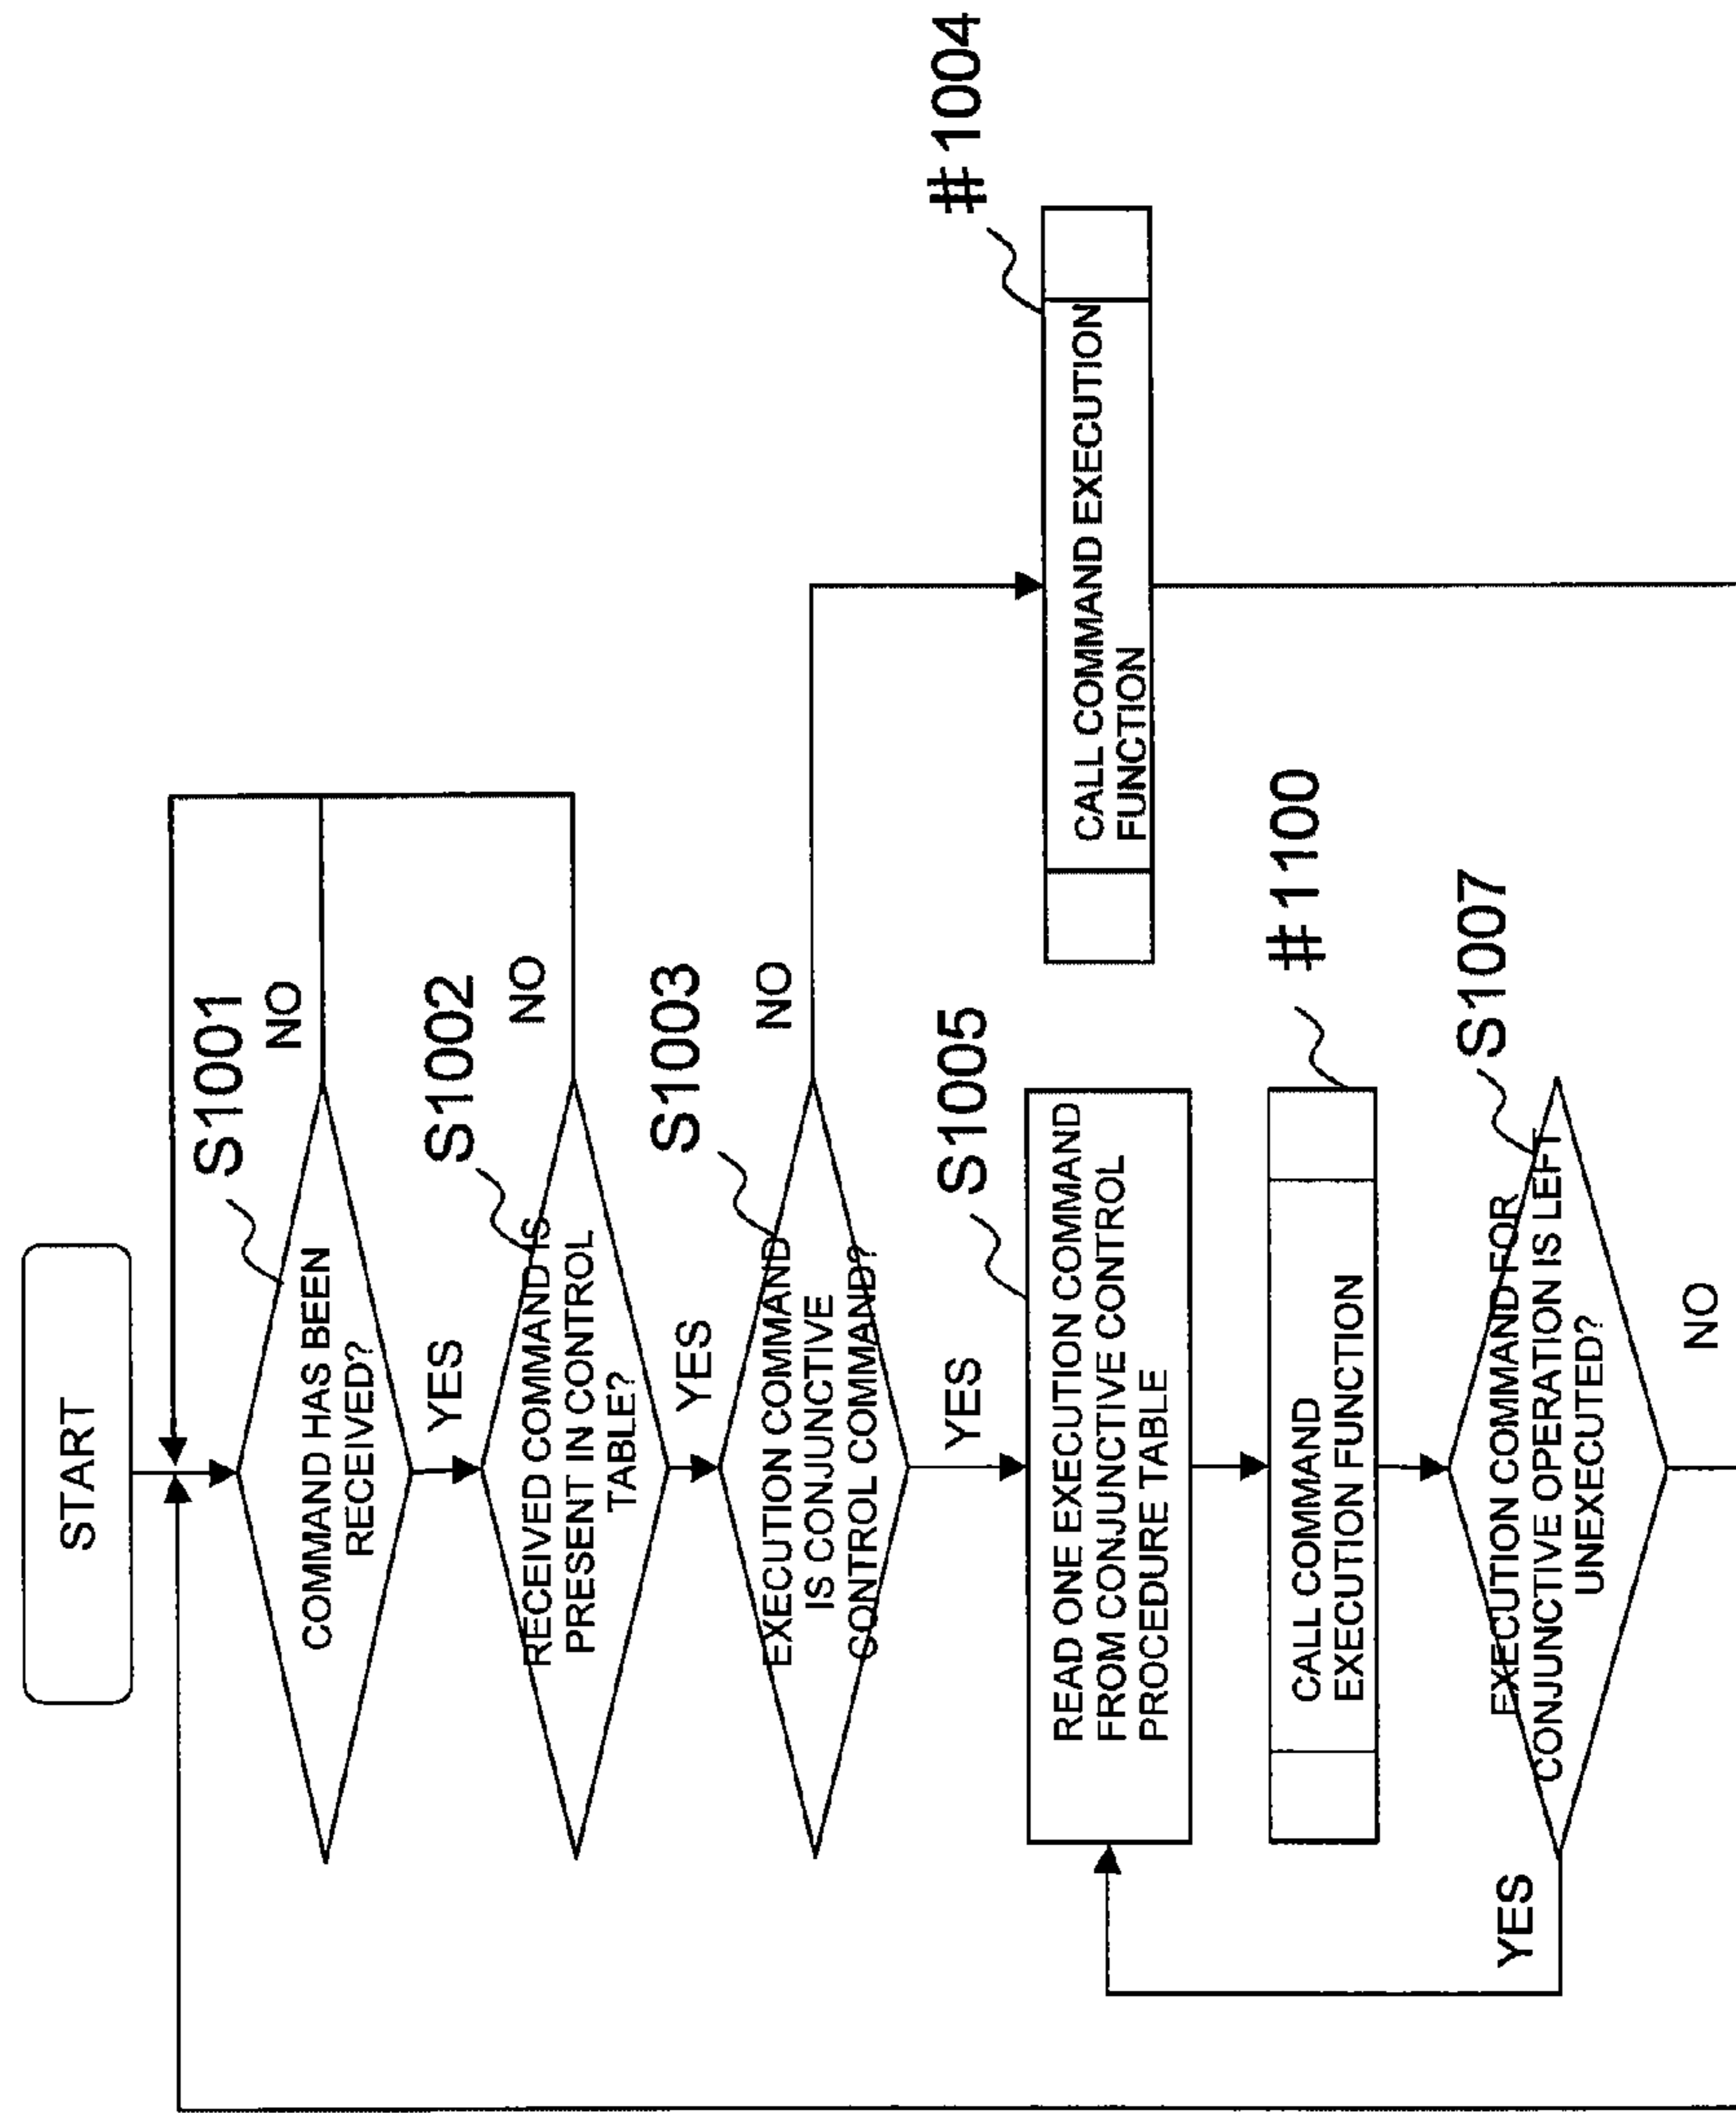 START
S1001
COMMAND HAS BEEN
RECEIVED?
NO
YES
S1002
RECEIVED COMMAND IS
PRESENT IN CONTROL
TABLE?
NO
YES
S1003
EXECUTION COMMAND
IS CONJUNCTIVE
CONTROL COMMAND?
NO
YES
#1004
CALL COMMAND EXECUTION
FUNCTION
S1005
READ ONE EXECUTION COMMAND
FROM CONJUNCTIVE CONTROL
PROCEDURE TABLE
#1100
CALL COMMAND
EXECUTION FUNCTION
S1007
EXECUTION COMMAND FOR
CONJUNCTIVE OPERATION IS LEFT
UNEXECUTED?
YES
NO